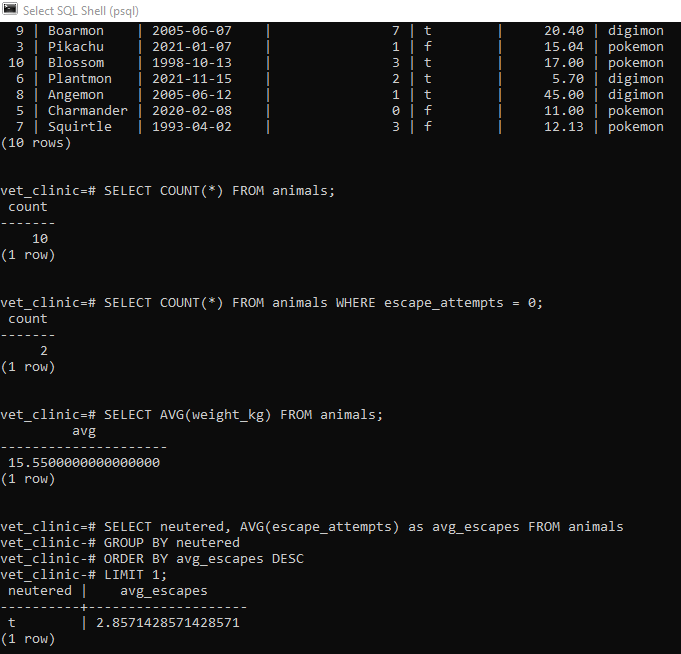 Select SQL Shell (psql)
  9 | Boarmon    | 2005-06-07    |               7 | t        |     20.40 | digimon
  3 | Pikachu    | 2021-01-07    |               1 | f        |     15.04 | pokemon
 10 | Blossom    | 1998-10-13    |               3 | t        |     17.00 | pokemon
  6 | Plantmon   | 2021-11-15    |               2 | t        |      5.70 | digimon
  8 | Angemon    | 2005-06-12    |               1 | t        |     45.00 | digimon
  5 | Charmander | 2020-02-08    |               0 | f        |     11.00 | pokemon
  7 | Squirtle   | 1993-04-02    |               3 | f        |     12.13 | pokemon
(10 rows)
vet_clinic=# SELECT COUNT(*) FROM animals;
 count
-------
    10
(1 row)
vet_clinic=# SELECT COUNT(*) FROM animals WHERE escape_attempts = 0;
 count
-------
     2
(1 row)
vet_clinic=# SELECT AVG(weight_kg) FROM animals;
         avg
---------------------
 15.5500000000000000
(1 row)
vet_clinic=# SELECT neutered, AVG(escape_attempts) as avg_escapes FROM animals
vet_clinic-# GROUP BY neutered
vet_clinic-# ORDER BY avg_escapes DESC
vet_clinic-# LIMIT 1;
 neutered |    avg_escapes
----------+--------------------
 t        | 2.8571428571428571
(1 row)